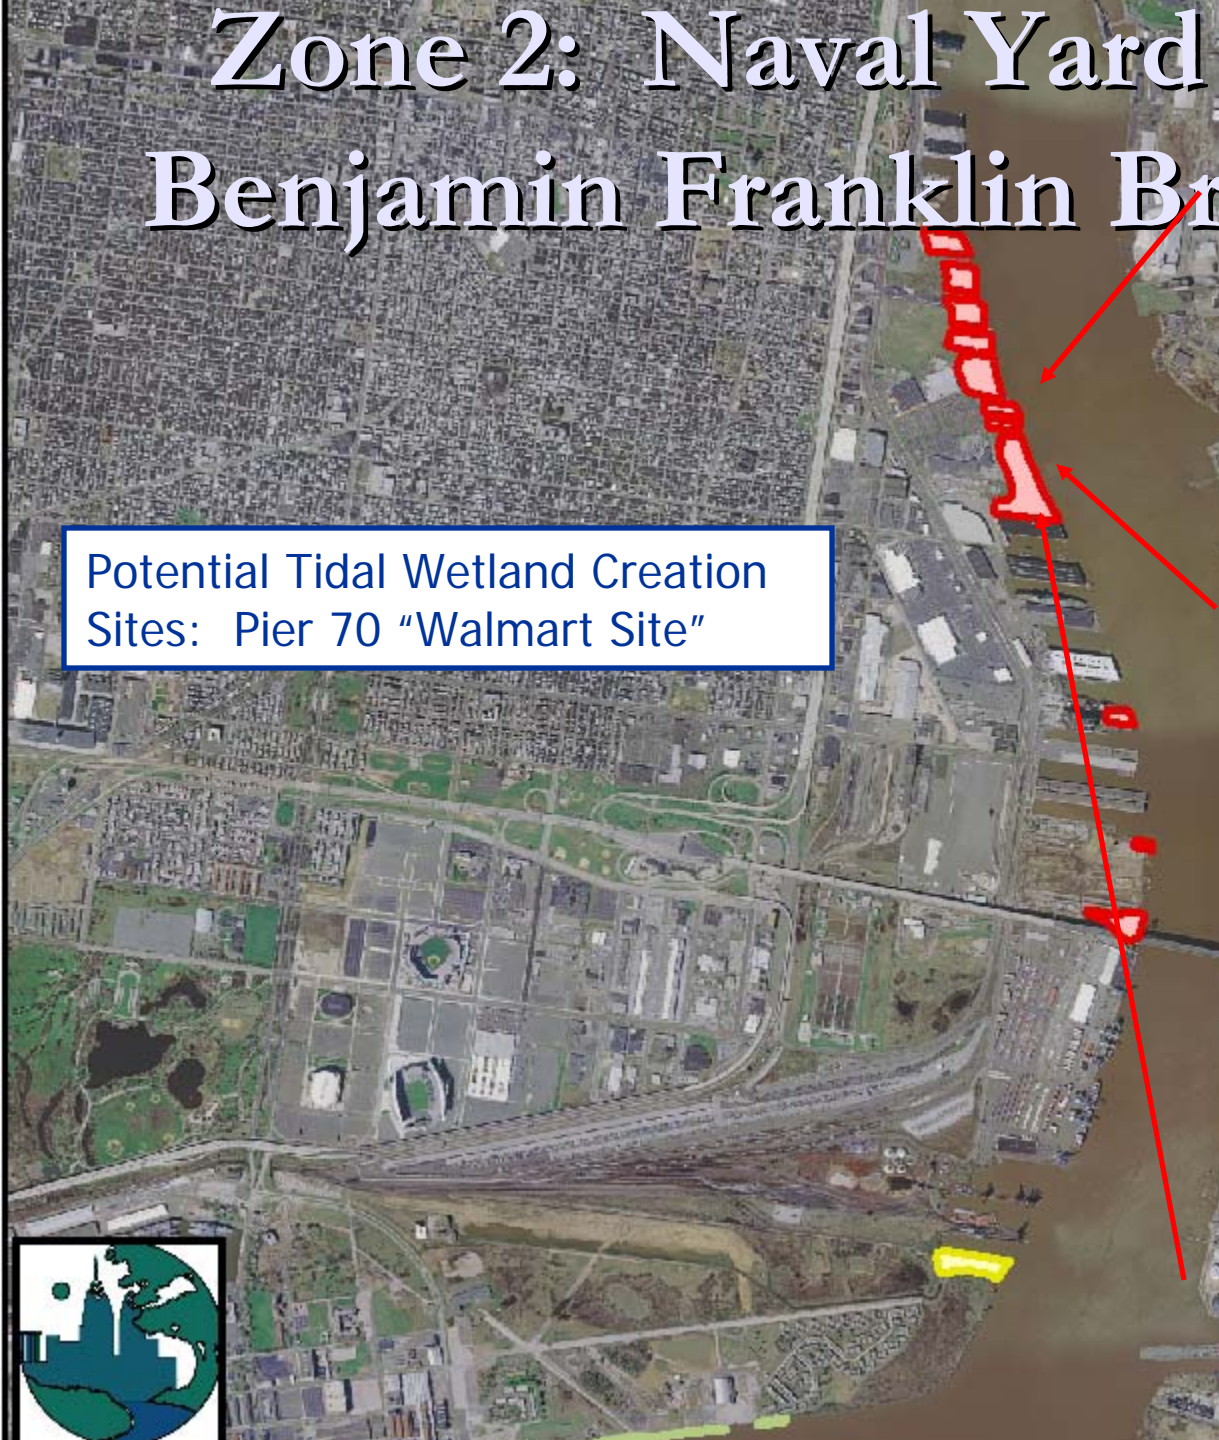 Zone 2: Naval Yard
Benjamin Franklin Br
Potential Tidal Wetland Creation
Sites: Pier 70 “Walmart Site”